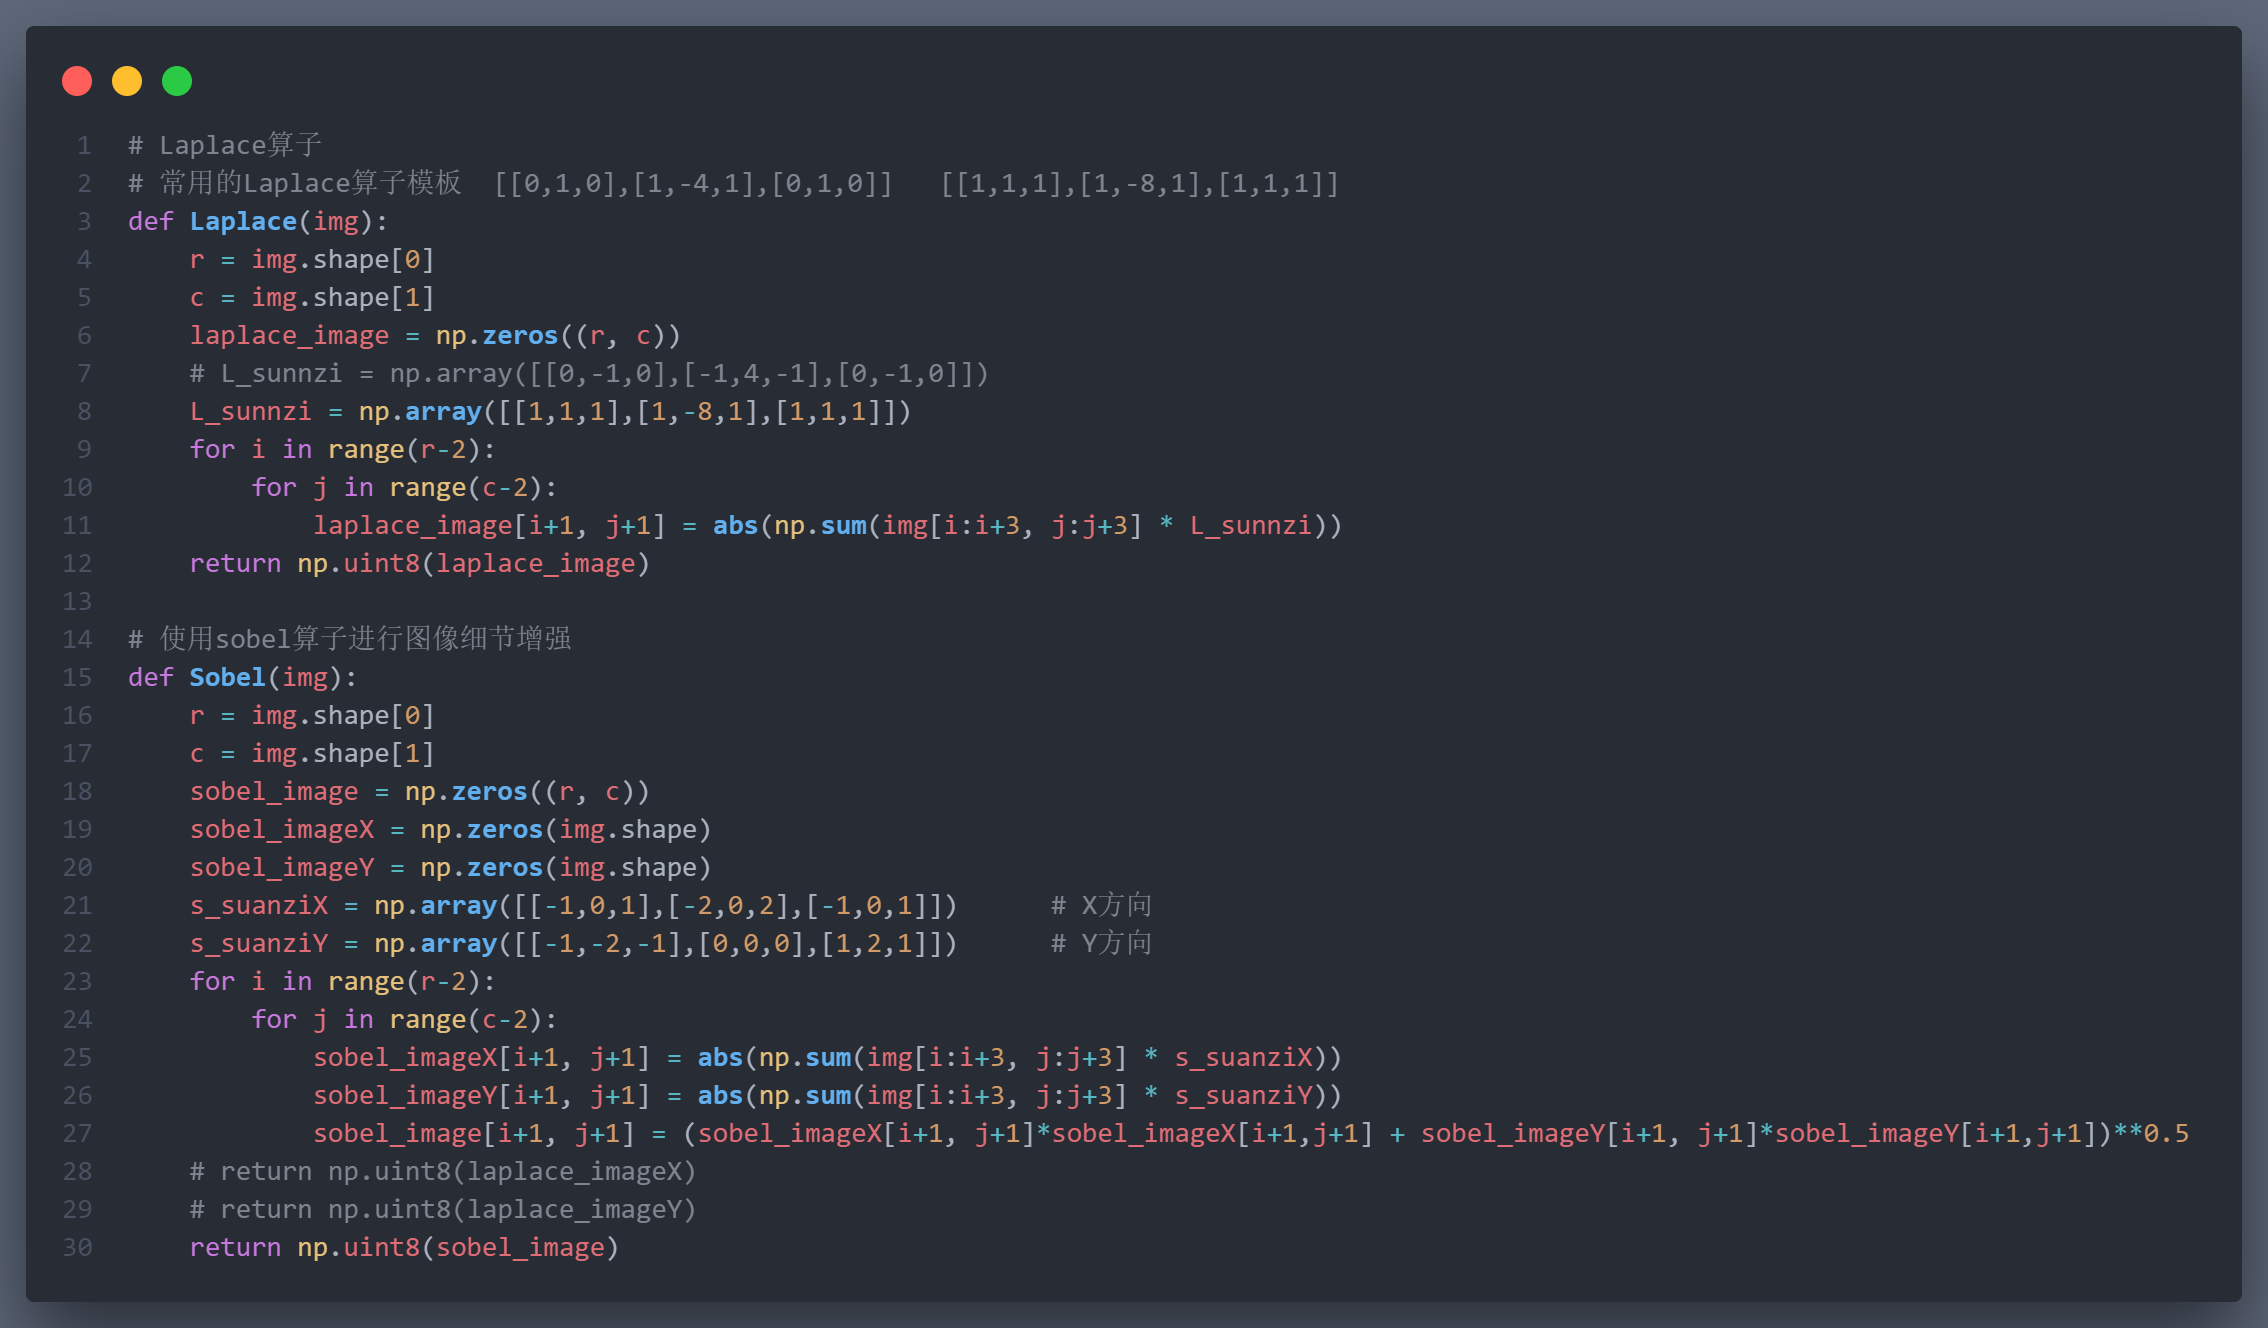 1 # Laplace算子
2 # 常用的Laplace算子模板  [[0,1,0],[1,-4,1],[0,1,0]]   [[1,1,1],[1,-8,1],[1,1,1]]
3 def Laplace(img):
4     r = img.shape[0]
5     c = img.shape[1]
6     laplace_image = np.zeros((r, c))
7     # L_sunnzi = np.array([[0,-1,0],[-1,4,-1],[0,-1,0]])
8     L_sunnzi = np.array([[1,1,1],[1,-8,1],[1,1,1]])
9     for i in range(r-2):
10         for j in range(c-2):
11             laplace_image[i+1, j+1] = abs(np.sum(img[i:i+3, j:j+3] * L_sunnzi))
12     return np.uint8(laplace_image)
13
14 # 使用sobel算子进行图像细节增强
15 def Sobel(img):
16     r = img.shape[0]
17     c = img.shape[1]
18     sobel_image = np.zeros((r, c))
19     sobel_imageX = np.zeros(img.shape)
20     sobel_imageY = np.zeros(img.shape)
21     s_suanziX = np.array([[-1,0,1],[-2,0,2],[-1,0,1]])      # X方向
22     s_suanziY = np.array([[-1,-2,-1],[0,0,0],[1,2,1]])      # Y方向
23     for i in range(r-2):
24         for j in range(c-2):
25             sobel_imageX[i+1, j+1] = abs(np.sum(img[i:i+3, j:j+3] * s_suanziX))
26             sobel_imageY[i+1, j+1] = abs(np.sum(img[i:i+3, j:j+3] * s_suanziY))
27             sobel_image[i+1, j+1] = (sobel_imageX[i+1, j+1]*sobel_imageX[i+1,j+1] + sobel_imageY[i+1, j+1]*sobel_imageY[i+1,j+1])**0.5
28     # return np.uint8(laplace_imageX)
29     # return np.uint8(laplace_imageY)
30     return np.uint8(sobel_image)